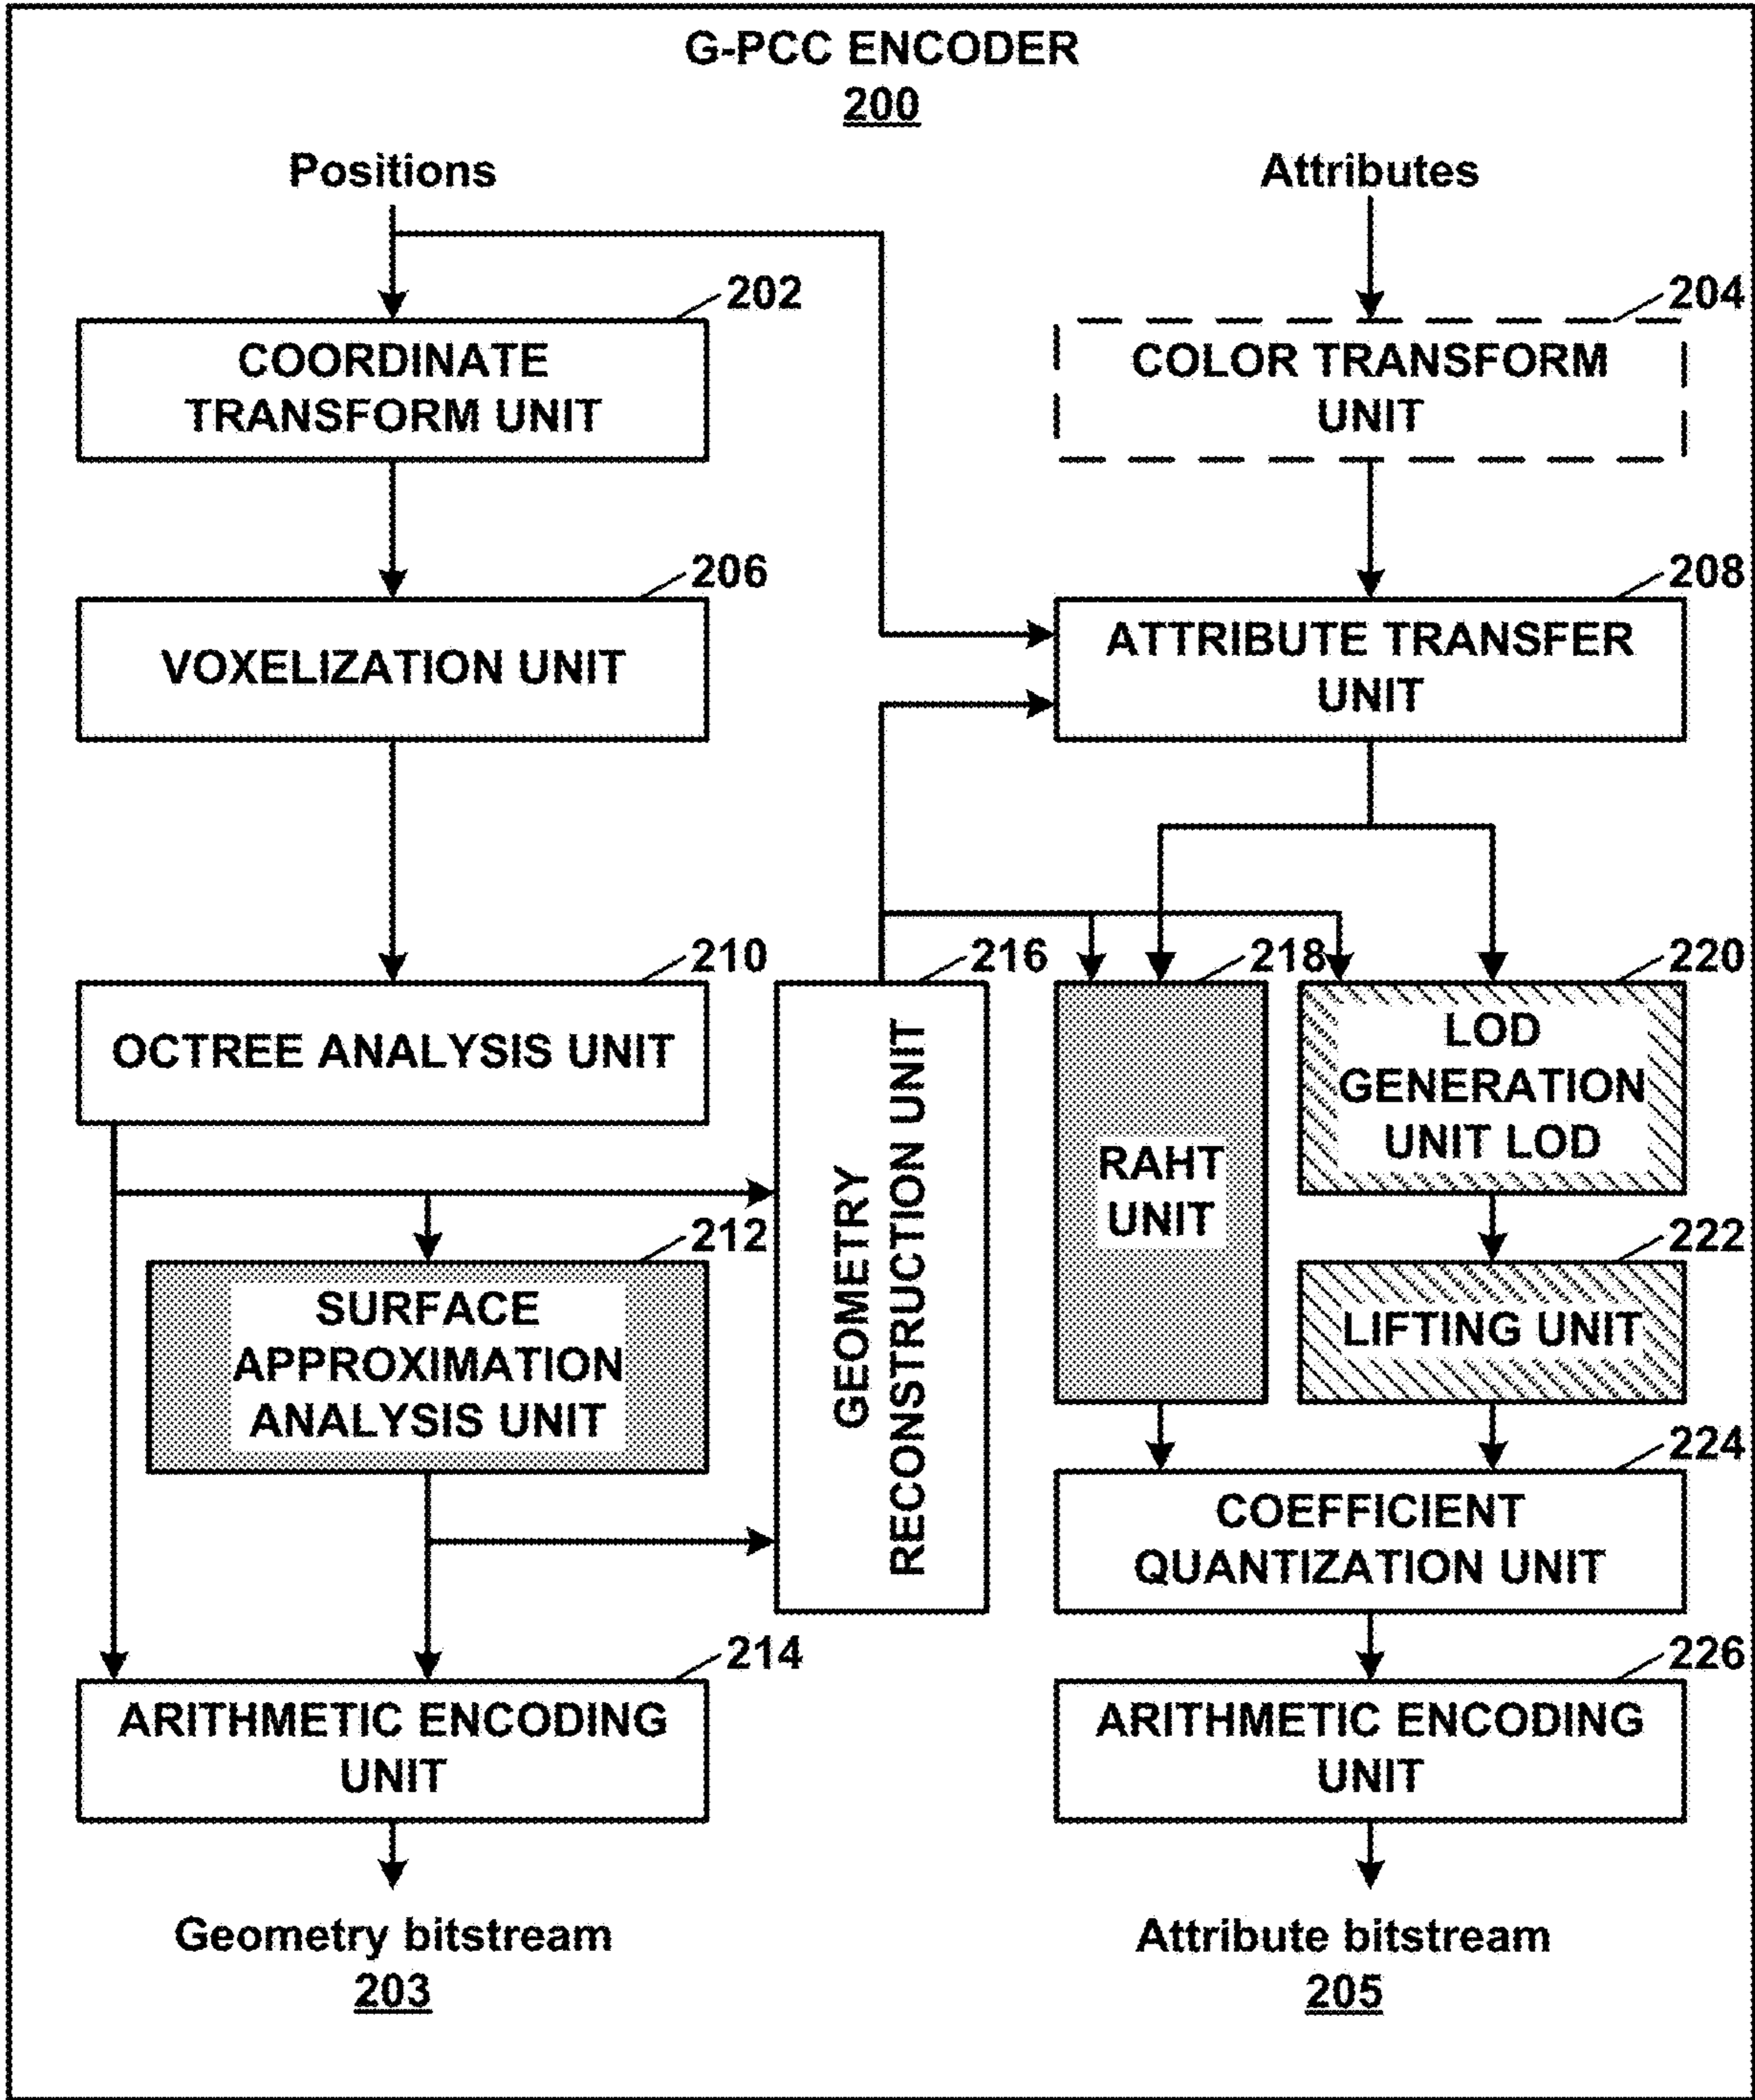 G-PCC ENCODER
200
Positions
Attributes
202
204
COORDINATE
TRANSFORM UNIT
COLOR TRANSFORM
UNIT
206
208
VOXELIZATION UNIT
ATTRIBUTE TRANSFER
UNIT
210
216
218
220
OCTREE ANALYSIS UNIT
GEOMETRY
RECONSTRUCTION UNIT
RAHT
UNIT
LOD
GENERATION
UNIT LOD
212
222
SURFACE
APPROXIMATION
ANALYSIS UNIT
LIFTING UNIT
224
COEFFICIENT
QUANTIZATION UNIT
214
226
ARITHMETIC ENCODING
UNIT
ARITHMETIC ENCODING
UNIT
Geometry bitstream
203
Attribute bitstream
205